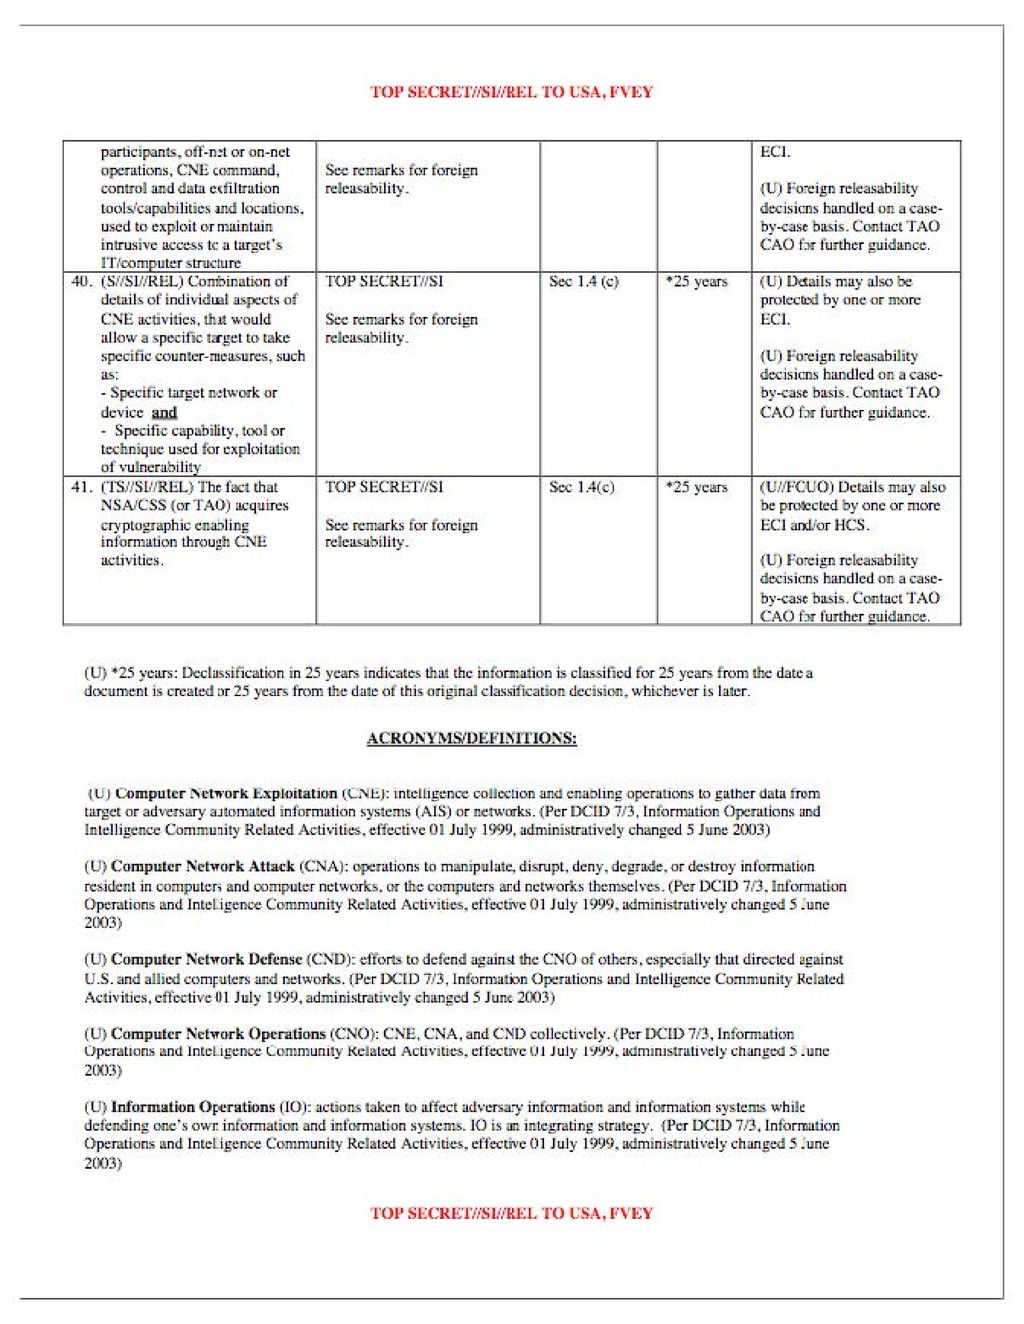 TOP SECRET//SI//REL TO USA, FVEY
participants, off-net or on-net
operations, CNE command,
control and data exfiltration
tools/capabilities and locations,
used to exploit or maintain
intrusive access to a target's
IT/computer structure
See remarks for foreign
releasability.
ECI.
(U) Foreign releasability
decisions handled on a case-
by-case basis. Contact TAO
CAO for further guidance.
40. (S//SI//REL) Combination of
details of individual aspects of
CNE activities, that would
allow a specific target to take
specific counter-measures, such
as:
- Specific target network or
device and
- Specific capability, tool or
technique used for exploitation
of vulnerability
TOP SECRET//SI
See remarks for foreign
releasability.
Sec 1.4 (c)
*25 years
(U) Details may also be
protected by one or more
ECI.
(U) Foreign releasability
decisions handled on a case-
by-case basis. Contact TAO
CAO for further guidance.
41. (TS//SI//REL) The fact that
NSA/CSS (or TAO) acquires
cryptographic enabling
information through CNE
activities.
TOP SECRET//SI
See remarks for foreign
releasability.
Sec 1.4(c)
*25 years
(U//FOUO) Details may also
be protected by one or more
ECI and/or HCS.
(U) Foreign releasability
decisions handled on a case-
by-case basis. Contact TAO
CAO for further guidance.
(U) *25 years: Declassification in 25 years indicates that the information is classified for 25 years from the date a
document is created or 25 years from the date of this original classification decision, whichever is later.
ACRONYMS/DEFINITIONS:
(U) Computer Network Exploitation (CNE): intelligence collection and enabling operations to gather data from
target or adversary automated information systems (AIS) or networks. (Per DCID 7/3, Information Operations and
Intelligence Community Related Activities, effective 01 July 1999, administratively changed 5 June 2003)
(U) Computer Network Attack (CNA): operations to manipulate, disrupt, deny, degrade, or destroy information
resident in computers and computer networks, or the computers and networks themselves. (Per DCID 7/3, Information
Operations and Intelligence Community Related Activities, effective 01 July 1999, administratively changed 5 June
2003)
(U) Computer Network Defense (CND): efforts to defend against the CNO of others, especially that directed against
U.S. and allied computers and networks. (Per DCID 7/3, Information Operations and Intelligence Community Related
Activities, effective 01 July 1999, administratively changed 5 June 2003)
(U) Computer Network Operations (CNO): CNE, CNA, and CND collectively. (Per DCID 7/3, Information
Operations and Intelligence Community Related Activities, effective 01 July 1999, administratively changed 5 June
2003)
(U) Information Operations (IO): actions taken to affect adversary information and information systems while
defending one's own information and information systems. IO is an integrating strategy. (Per DCID 7/3, Information
Operations and Intelligence Community Related Activities, effective 01 July 1999, administratively changed 5 June
2003)
TOP SECRET//SI//REL TO USA, FVEY